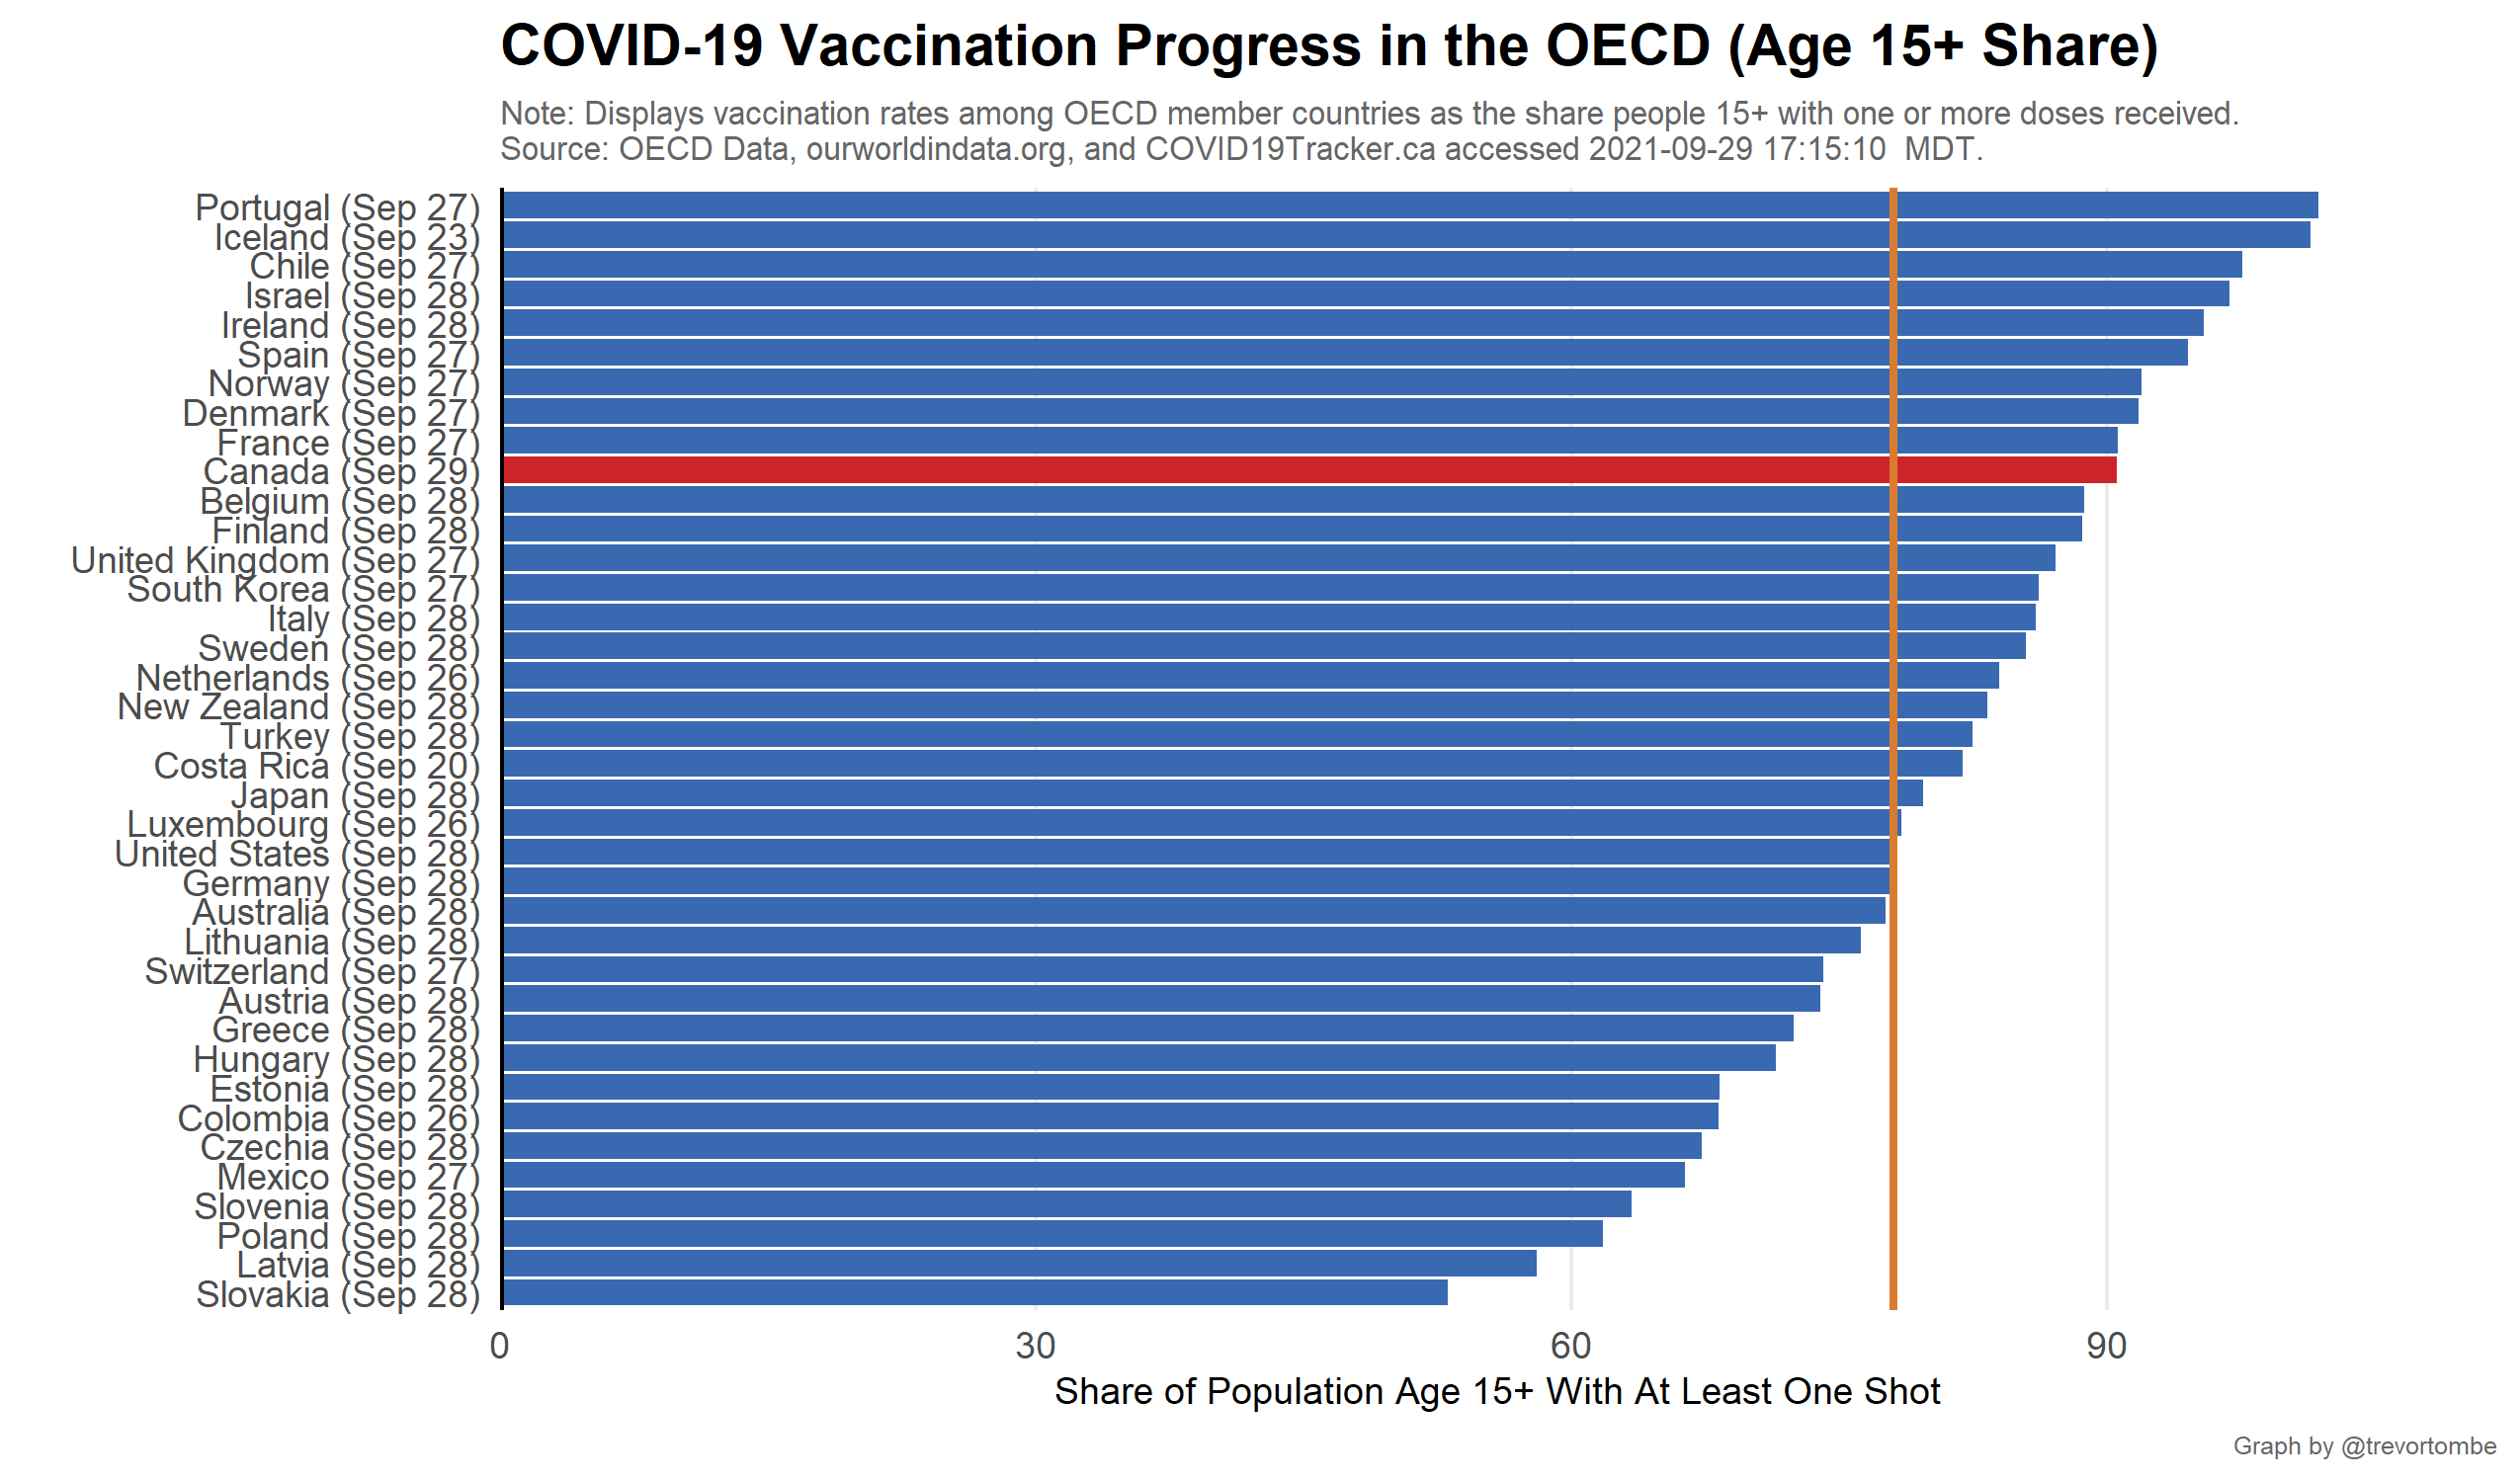 COVID-19 Vaccination Progress in the OECD (Age 15+ Share)
Note: Displays vaccination rates among OECD member countries as the share people 15+ with one or more doses received.
Source: OECD Data, ourworldindata.org, and COVID19Tracker.ca accessed 2021-09-29 17:15:10  MDT.
Portugal (Sep 27)
Iceland (Sep 23)
Chile (Sep 27)
Israel (Sep 28)
Ireland (Sep 28)
Spain (Sep 27)
Norway (Sep 27)
Denmark (Sep 27)
France (Sep 27)
Canada (Sep 29)
Belgium (Sep 28)
Finland (Sep 28)
United Kingdom (Sep 27)
South Korea (Sep 27)
Italy (Sep 28)
Sweden (Sep 28)
Netherlands (Sep 26)
New Zealand (Sep 28)
Turkey (Sep 28)
Costa Rica (Sep 20)
Japan (Sep 28)
Luxembourg (Sep 26)
United States (Sep 28)
Germany (Sep 28)
Australia (Sep 28)
Lithuania (Sep 28)
Switzerland (Sep 27)
Austria (Sep 28)
Greece (Sep 28)
Hungary (Sep 28)
Estonia (Sep 28)
Colombia (Sep 26)
Czechia (Sep 28)
Mexico (Sep 27)
Slovenia (Sep 28)
Poland (Sep 28)
Latvia (Sep 28)
Slovakia (Sep 28)
0 30 60 90
Share of Population Age 15+ With At Least One Shot
Graph by @trevortombe